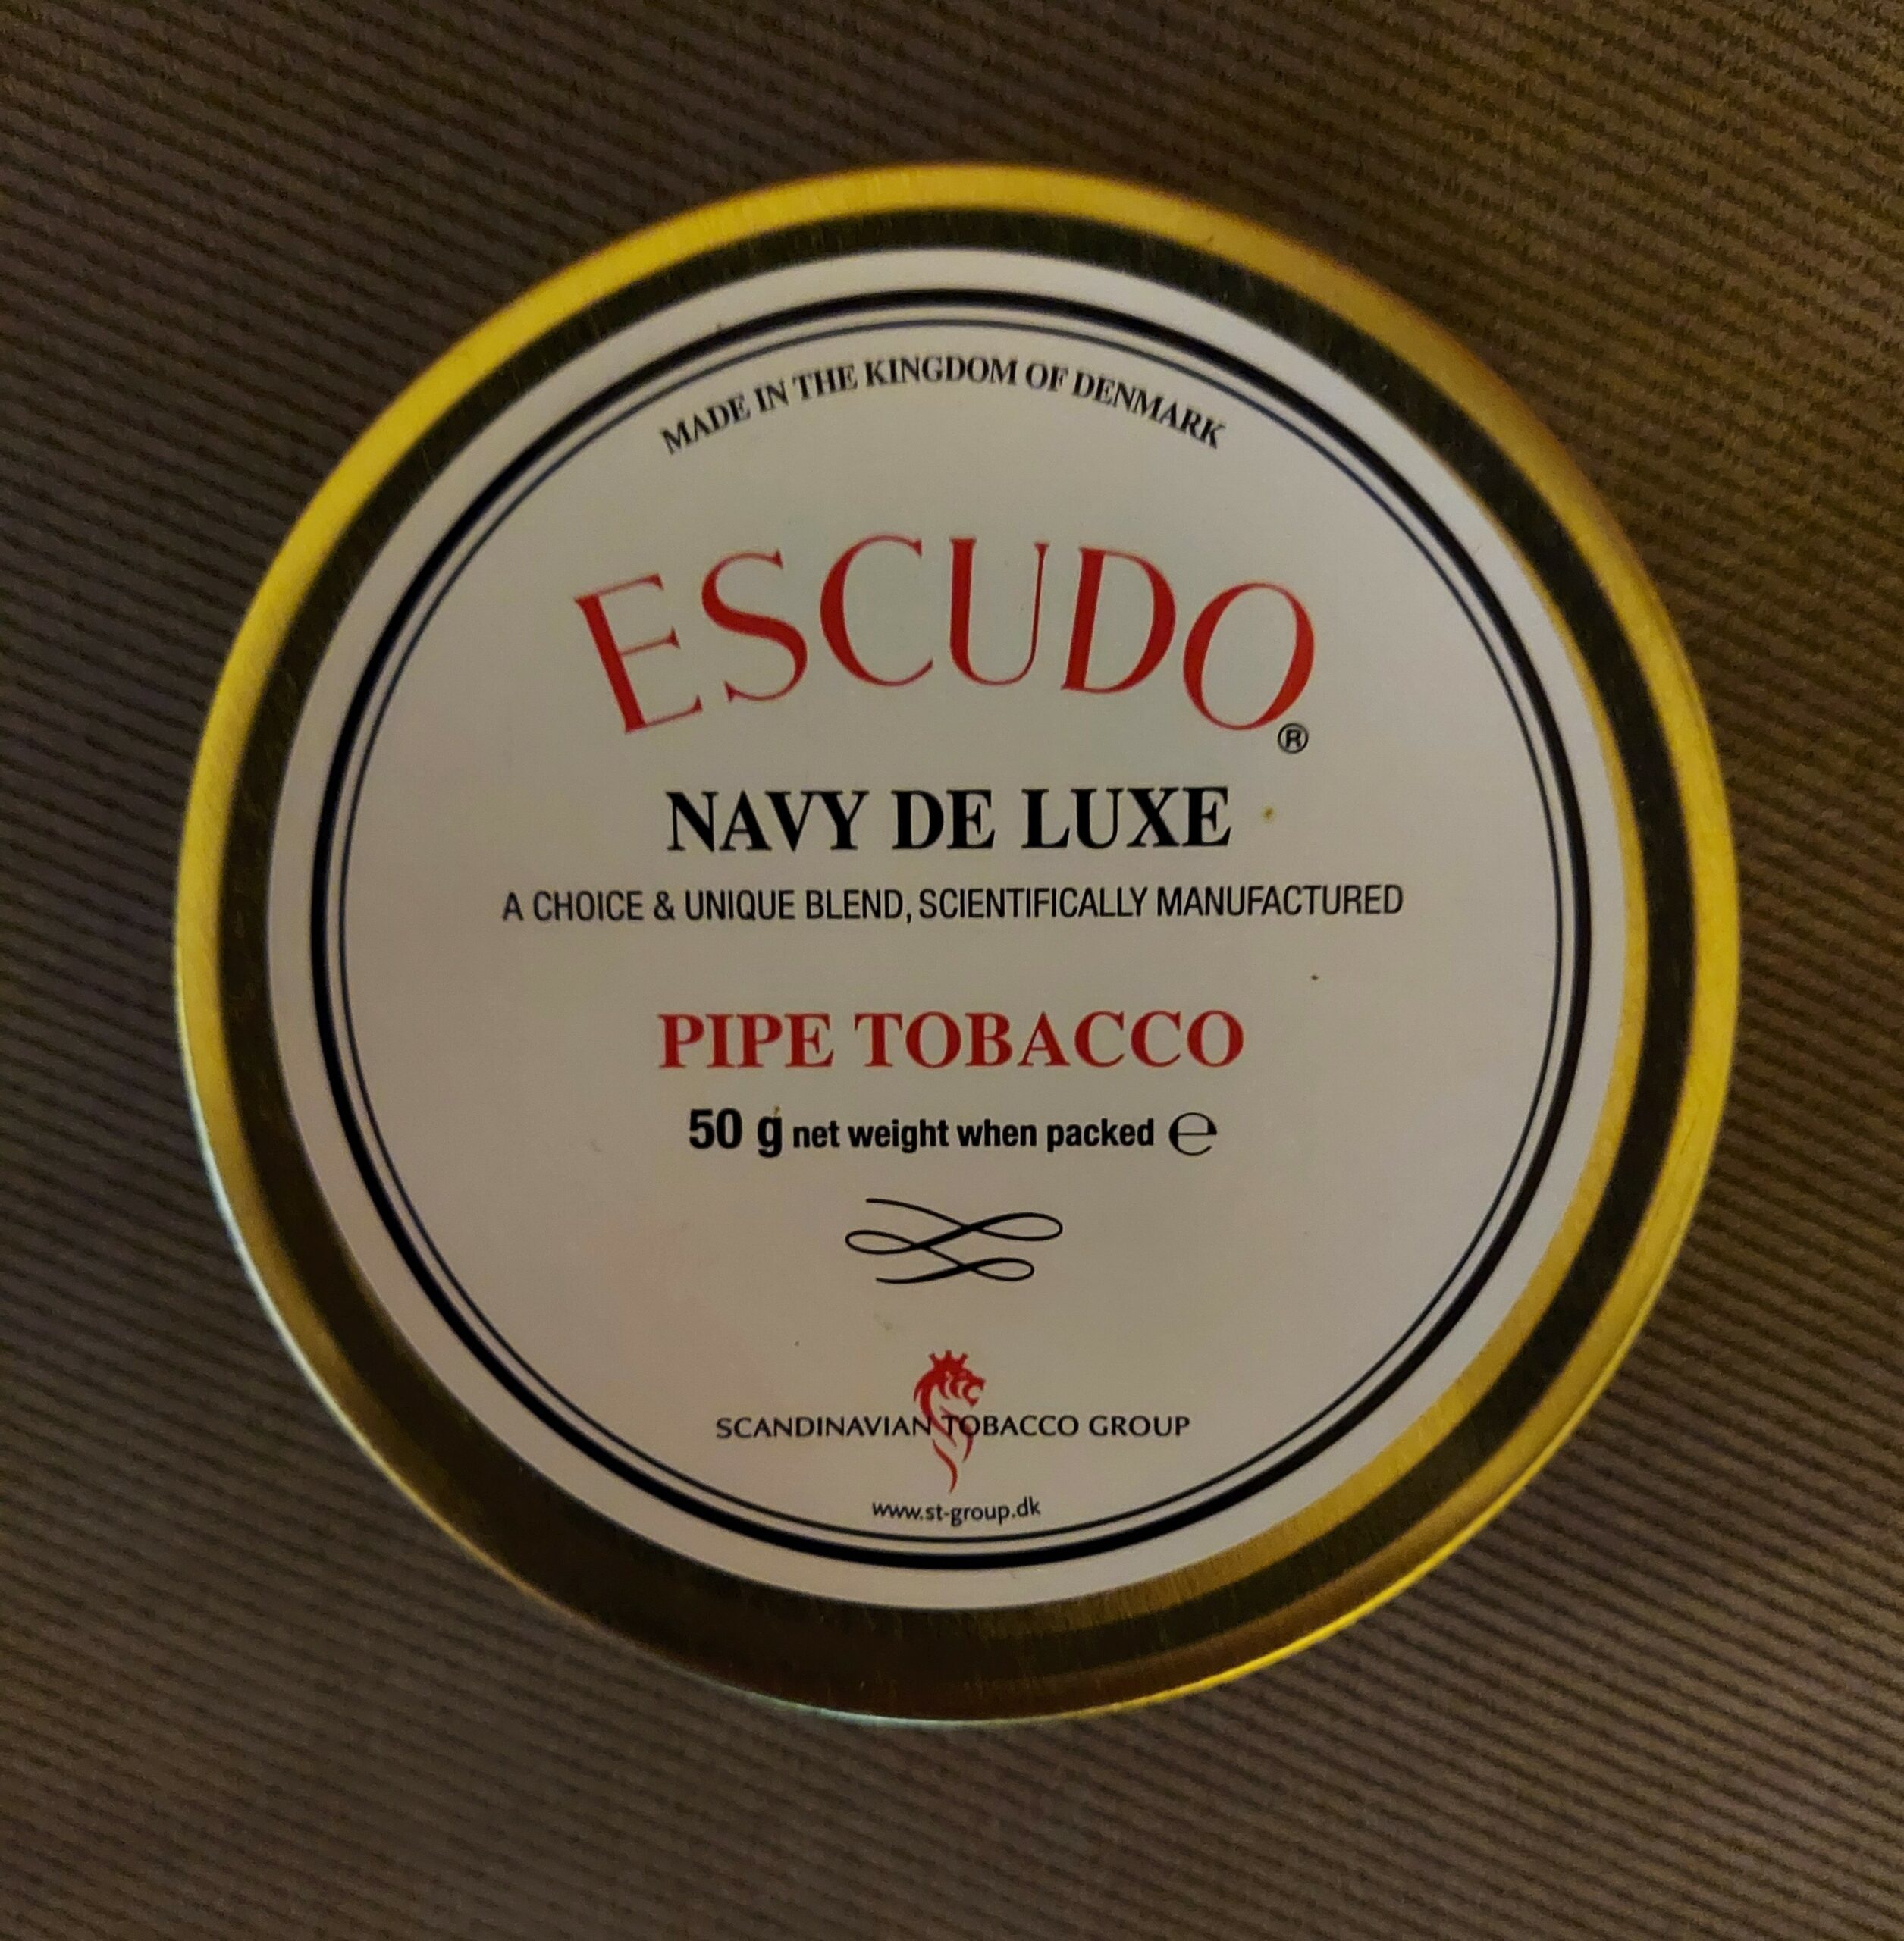 MADE IN THE KINGDOM OF DENMARK
ESCUDO®
NAVY DE LUXE
A CHOICE & UNIQUE BLEND, SCIENTIFICALLY MANUFACTURED
PIPE TOBACCO
50 g net weight when packed ℮
SCANDINAVIAN TOBACCO GROUP
www.st-group.dk